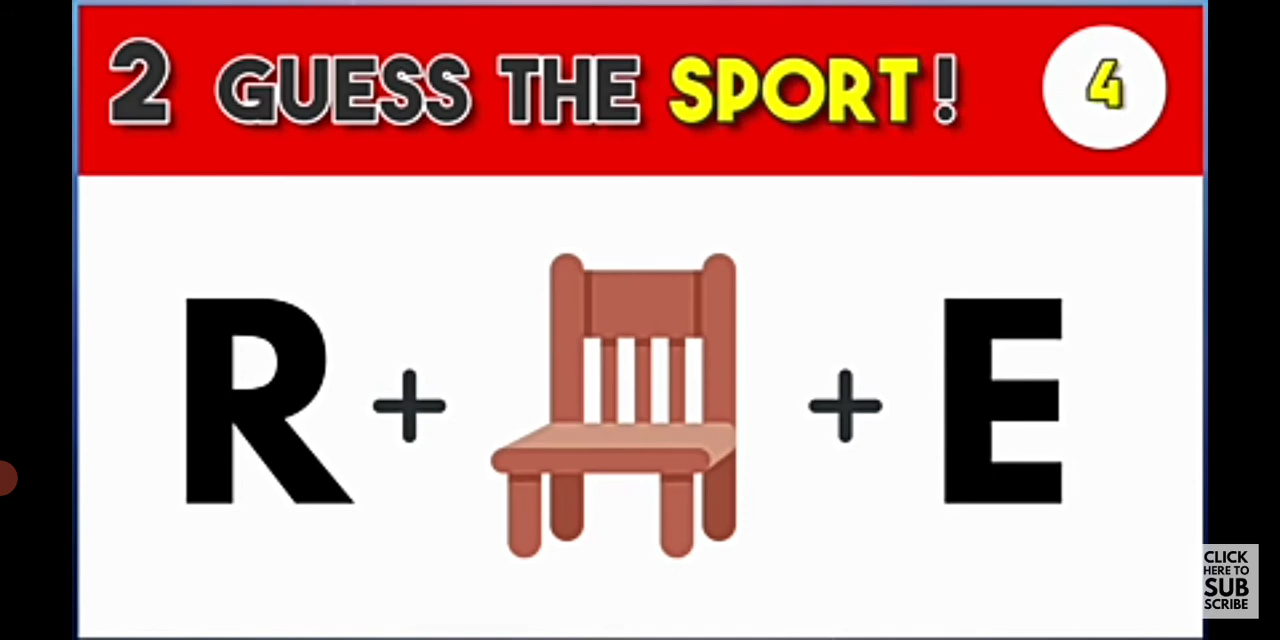 2 GUESS THE SPORT! 4
R + + E
CLICK
HERE TO
SUB
SCRIBE